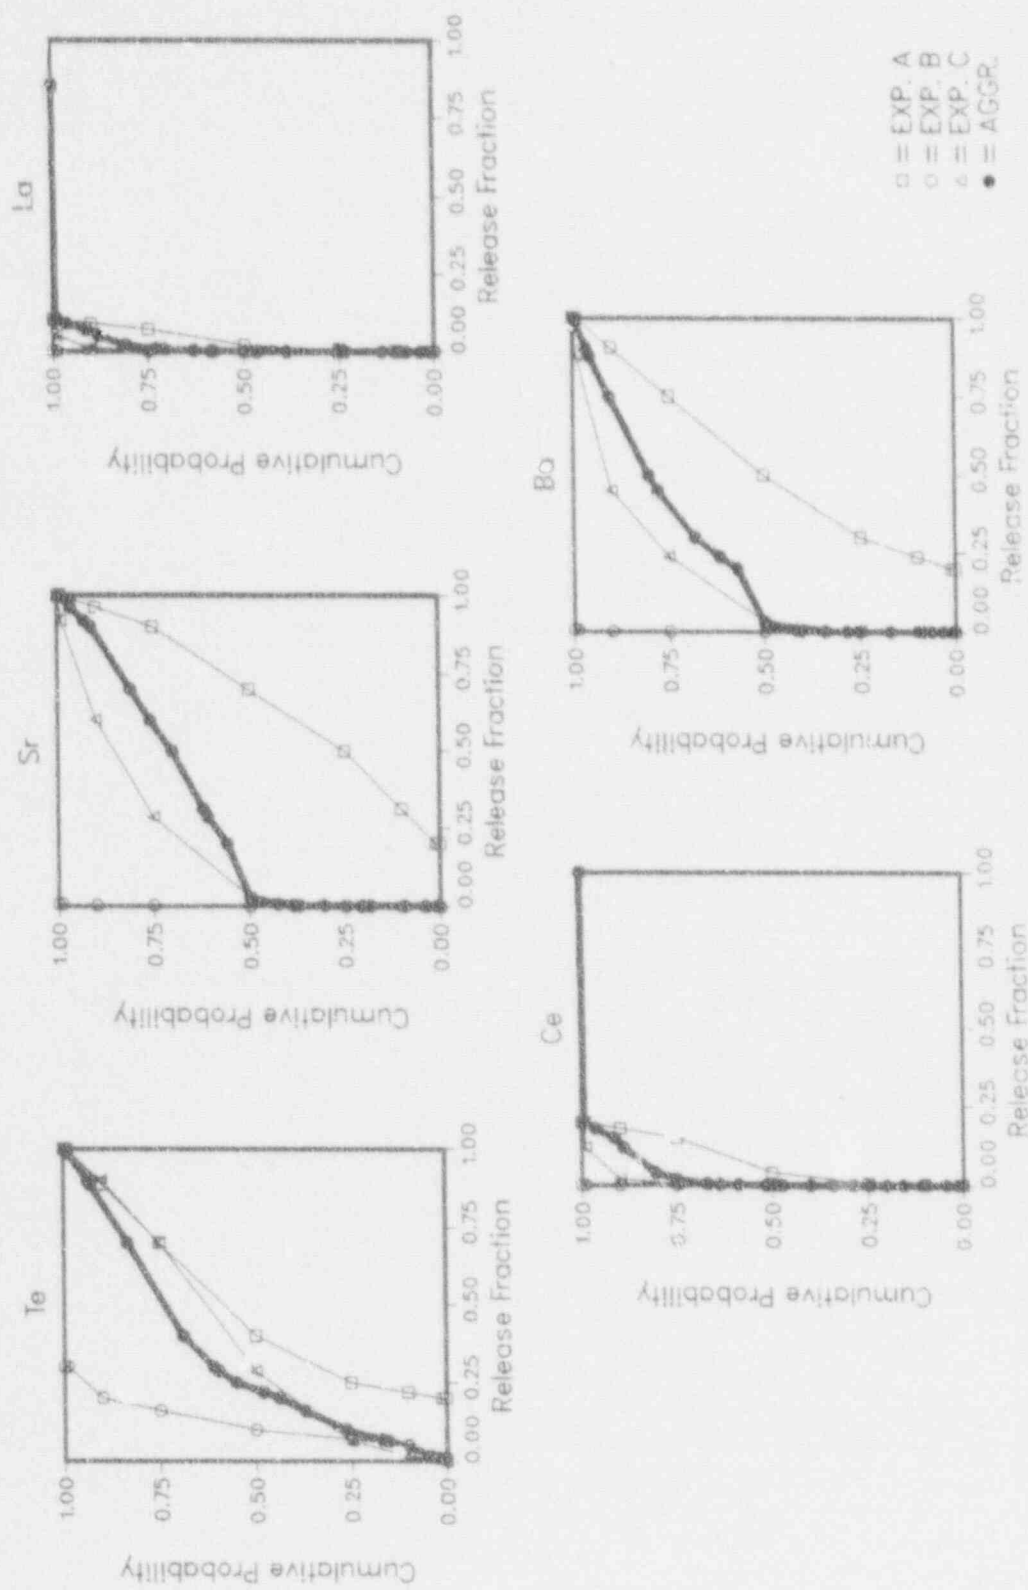 Te
Cumulative Probability
1.00
0.75
0.50
0.25
0.00
0.00 0.25 0.50 0.75 1.00
Release Fraction
Sr
Cumulative Probability
1.00
0.75
0.50
0.25
0.00
0.00 0.25 0.50 0.75 1.00
Release Fraction
La
Cumulative Probability
1.00
0.75
0.50
0.25
0.00
0.00 0.25 0.50 0.75 1.00
Release Fraction
Ce
Cumulative Probability
1.00
0.75
0.50
0.25
0.00
0.00 0.25 0.50 0.75 1.00
Release Fraction
Ba
Cumulative Probability
1.00
0.75
0.50
0.25
0.00
0.00 0.25 0.50 0.75 1.00
Release Fraction
□ = EXP. A
○ = EXP. B
△ = EXP. C
● = AGGR.